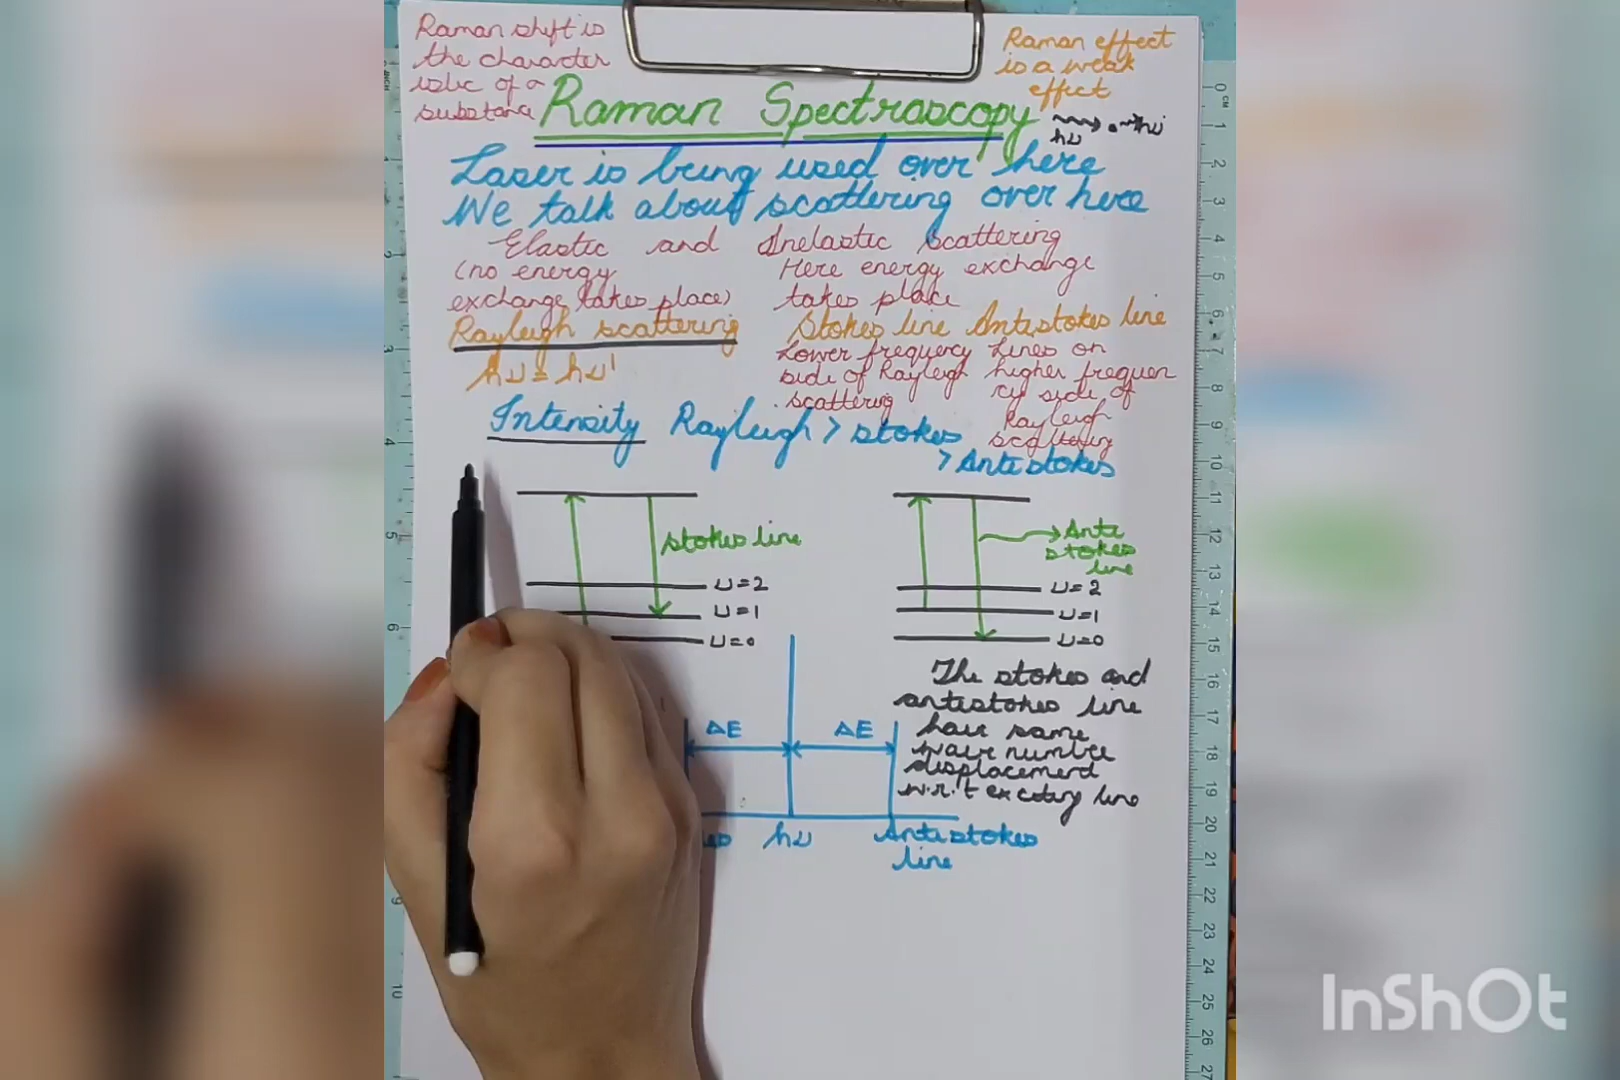 Raman shift is
the character
istic of a
substance
Raman effect
is a weak
effect
Raman Spectroscopy
hν hν
Laser is being used over here
We talk about scattering over here
Elastic and Inelastic scattering
(no energy
exchange takes place)
Here energy exchange
takes place
Rayleigh scattering
hν = hν'
Stokes line Antistokes line
Lower frequency
side of Rayleigh
scattering
Lines on
higher frequen
cy side of
Rayleigh
scattering
Intensity Rayleigh > stokes
> Antistokes
stokes line
υ=2
υ=1
υ=0
Anti
stokes
line
υ=2
υ=1
υ=0
ΔE ΔE
hν
Antistokes
line
The stokes and
antistokes line
have same
wave number
displacement
w.r.t exciting line
InShOt